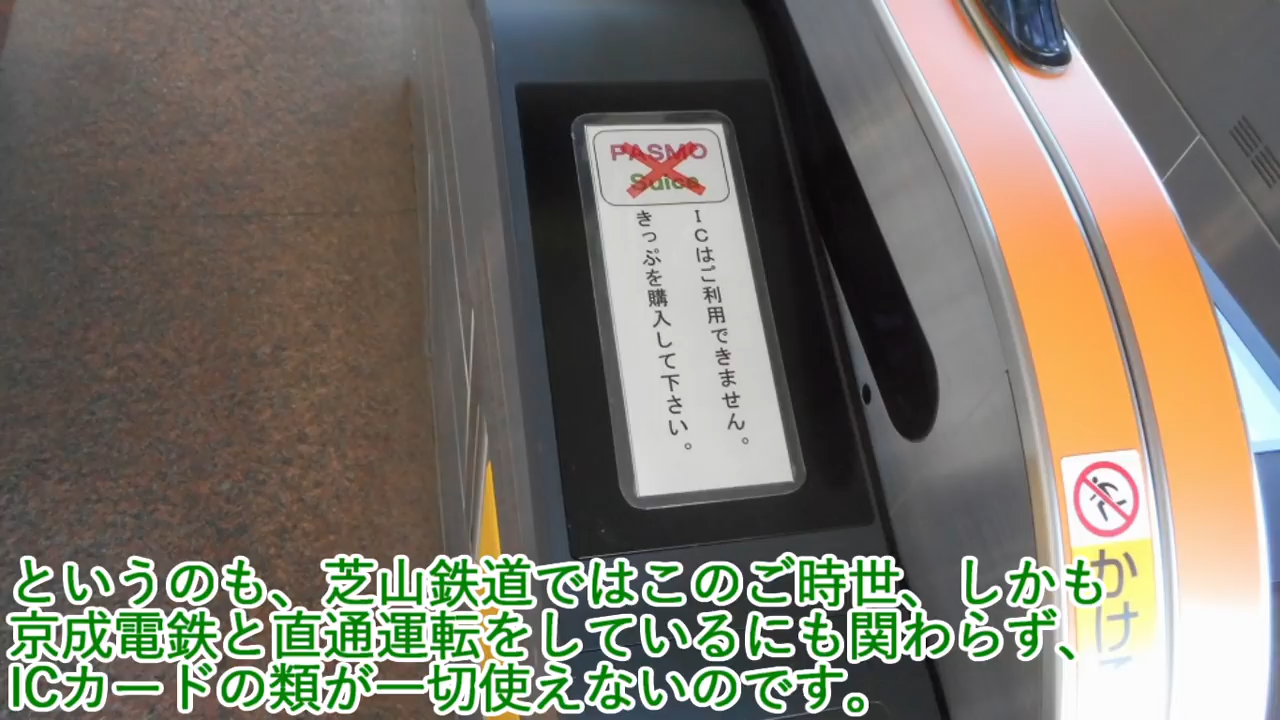 PASMO
Suice
ICはご利用できません。
きっぷを購入して下さい。
かけ
というのも、芝山鉄道ではこのご時世、しかも
京成電鉄と直通運転をしているにも関わらず、
ICカードの類が一切使えないのです。